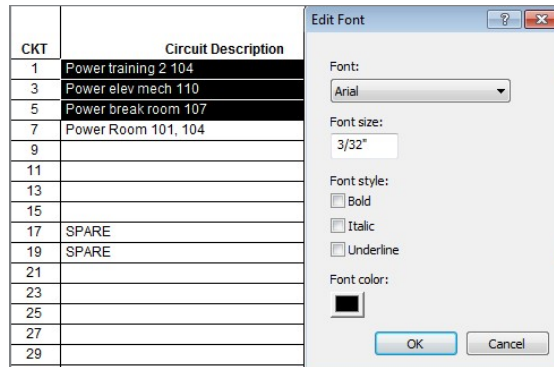 CKT Circuit Description
1 Power training 2 104
3 Power elev mech 110
5 Power break room 107
7 Power Room 101, 104
9
11
13
15
17 SPARE
19 SPARE
21
23
25
27
29
Edit Font
Font:
Arial
Font size:
3/32"
Font style:
Bold
Italic
Underline
Font color:
OK Cancel